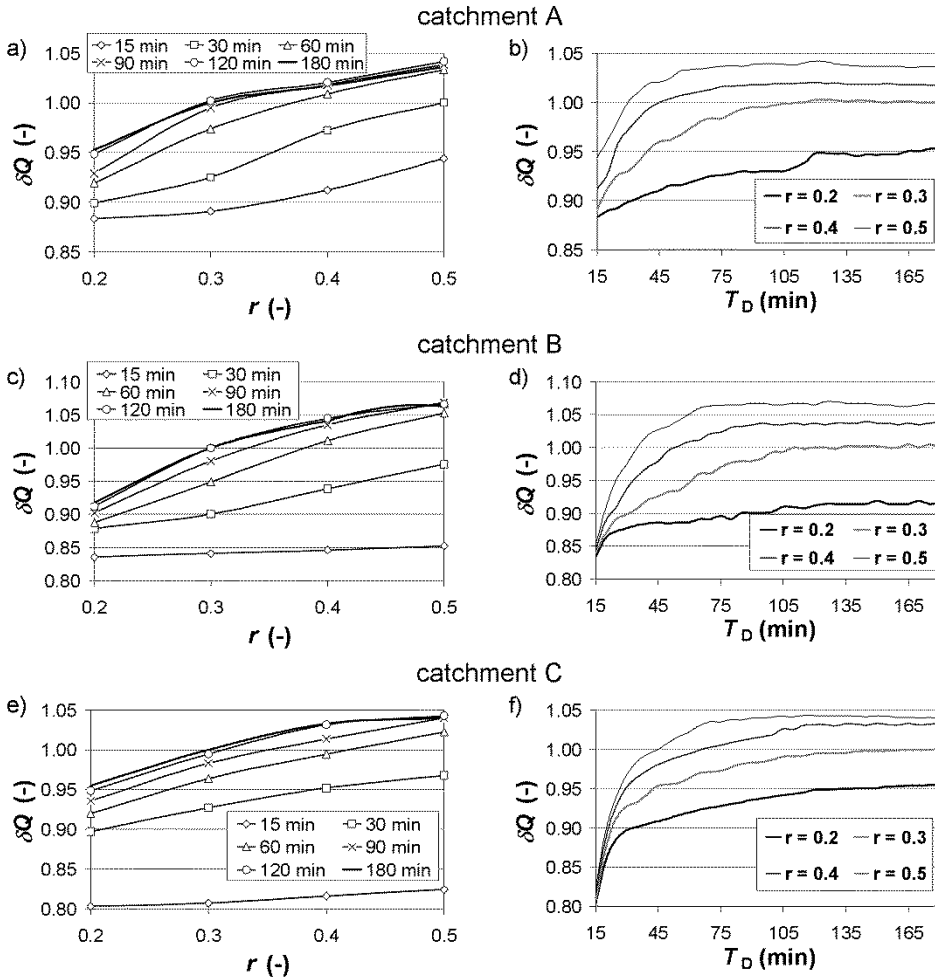 catchment A
a)
15 min 30 min 60 min
90 min 120 min 180 min
1.05
1.00
0.95
0.90
0.85
δQ (-)
0.2 0.3 0.4 0.5
r (-)
b)
1.05
1.00
0.95
0.90
0.85
δQ (-)
r = 0.2 r = 0.3
r = 0.4 r = 0.5
15 45 75 105 135 165
TD (min)
catchment B
c)
15 min 30 min
60 min 90 min
120 min 180 min
1.10
1.05
1.00
0.95
0.90
0.85
0.80
δQ (-)
0.2 0.3 0.4 0.5
r (-)
d)
1.10
1.05
1.00
0.95
0.90
0.85
0.80
δQ (-)
r = 0.2 r = 0.3
r = 0.4 r = 0.5
15 45 75 105 135 165
TD (min)
catchment C
e)
1.05
1.00
0.95
0.90
0.85
0.80
δQ (-)
15 min 30 min
60 min 90 min
120 min 180 min
0.2 0.3 0.4 0.5
r (-)
f)
1.05
1.00
0.95
0.90
0.85
0.80
δQ (-)
r = 0.2 r = 0.3
r = 0.4 r = 0.5
15 45 75 105 135 165
TD (min)